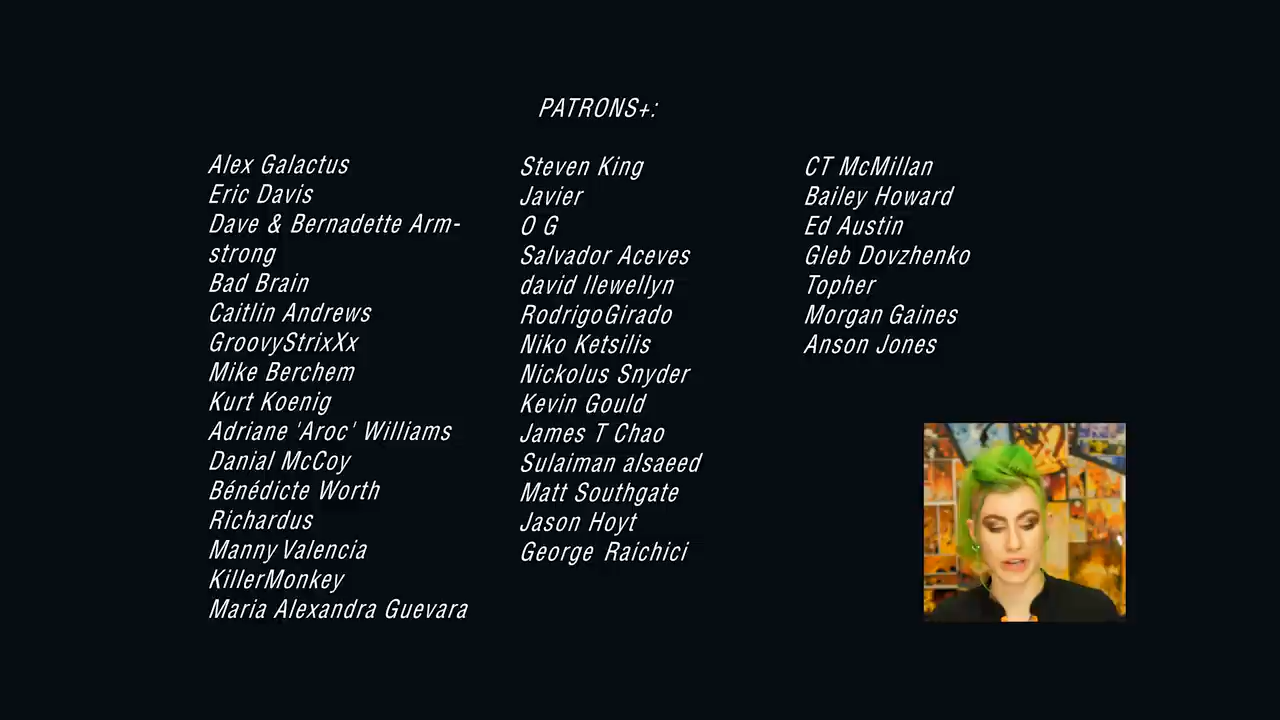 PATRONS+:
Alex Galactus
Eric Davis
Dave & Bernadette Arm-
strong
Bad Brain
Caitlin Andrews
GroovyStrixXx
Mike Berchem
Kurt Koenig
Adriane 'Aroc' Williams
Danial McCoy
Bénédicte Worth
Richardus
Manny Valencia
KillerMonkey
Maria Alexandra Guevara
Steven King
Javier
O G
Salvador Aceves
david llewellyn
RodrigoGirado
Niko Ketsilis
Nickolus Snyder
Kevin Gould
James T Chao
Sulaiman alsaeed
Matt Southgate
Jason Hoyt
George Raichici
CT McMillan
Bailey Howard
Ed Austin
Gleb Dovzhenko
Topher
Morgan Gaines
Anson Jones